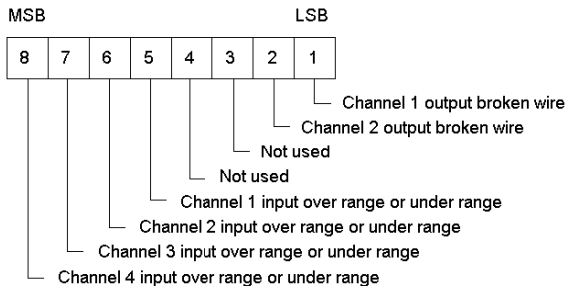 MSB LSB
8 7 6 5 4 3 2 1
Channel 1 output broken wire
Channel 2 output broken wire
Not used
Not used
Channel 1 input over range or under range
Channel 2 input over range or under range
Channel 3 input over range or under range
Channel 4 input over range or under range